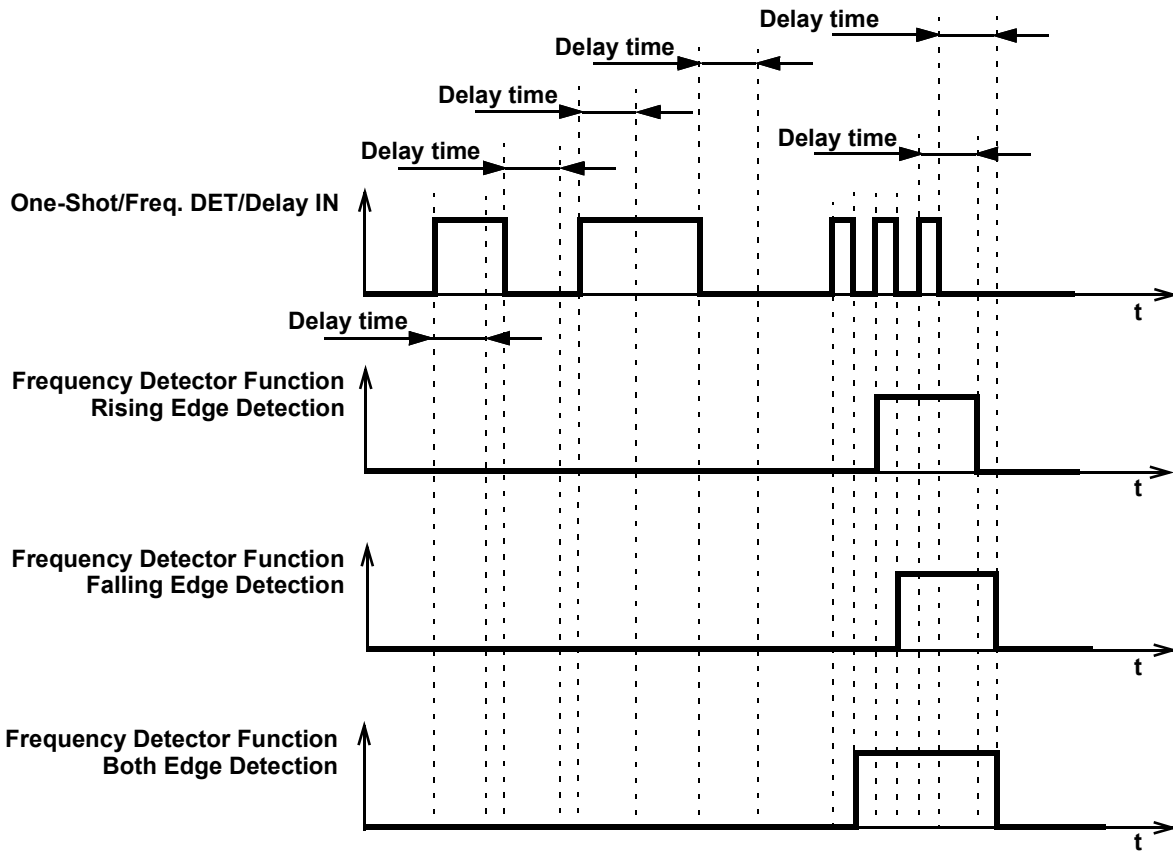 Delay time
Delay time
Delay time
Delay time
Delay time
One-Shot/Freq. DET/Delay IN
t
Delay time
Frequency Detector Function
Rising Edge Detection
t
Frequency Detector Function
Falling Edge Detection
t
Frequency Detector Function
Both Edge Detection
t